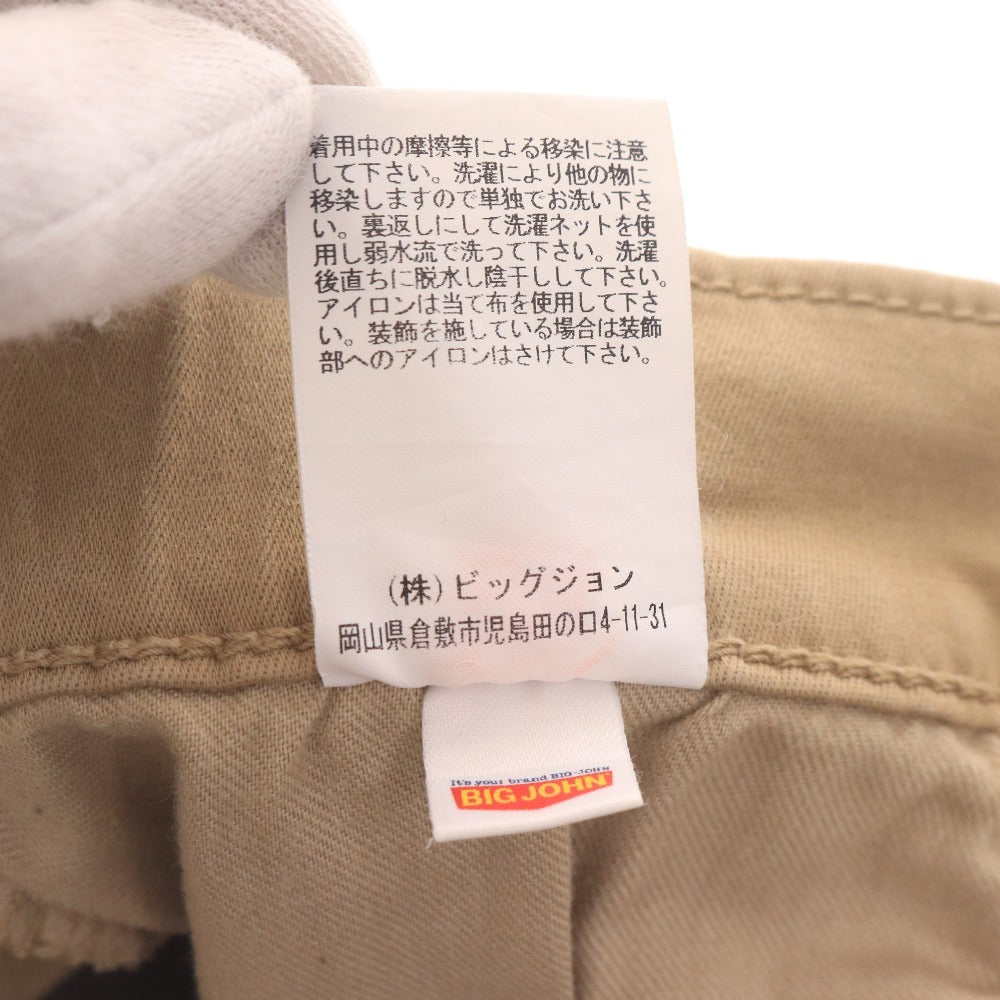 着用中の摩擦等による移染に注意
して下さい。洗濯により他の物に
移染しますので単独でお洗い下さ
い。裏返しにして洗濯ネットを使
用し弱水流で洗って下さい。洗濯
後直ちに脱水し陰干しして下さい。
アイロンは当て布を使用して下さ
い。装飾を施している場合は装飾
部へのアイロンはさけて下さい。
(株)ビッグジョン
岡山県倉敷市児島田の口4-11-31
It's your brand BIG-JOHN
BIG JOHN